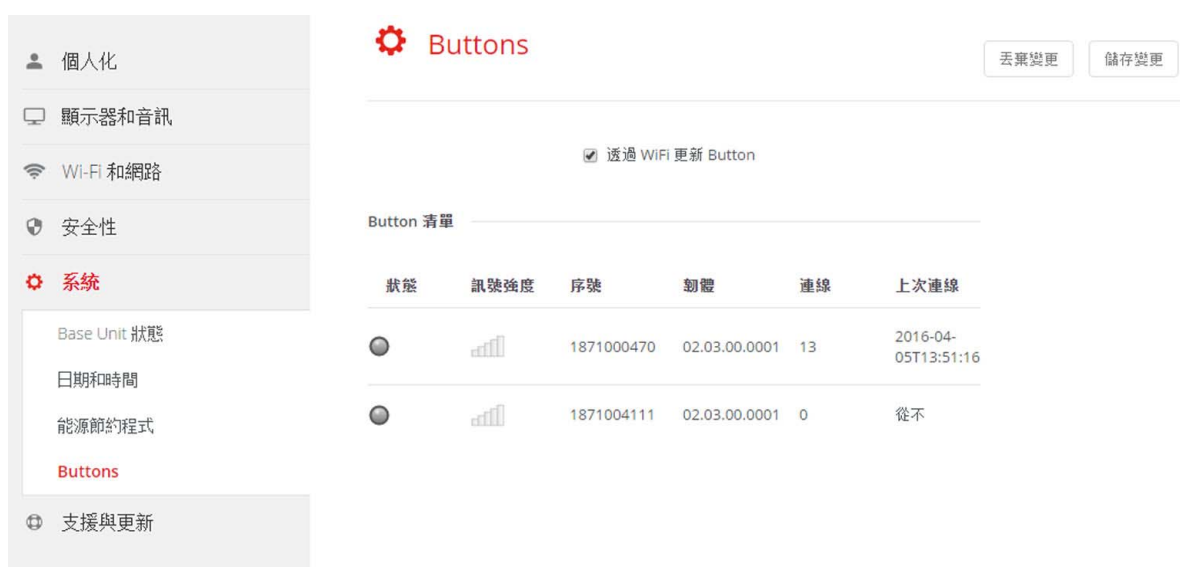 個人化
顯示器和音訊
Wi-Fi 和網路
安全性
系統
Base Unit 狀態
日期和時間
能源節約程式
Buttons
支援與更新
Buttons
丟棄變更 儲存變更
透過 WiFi 更新 Button
Button 清單
狀態 訊號強度 序號 韌體 連線 上次連線
1871000470 02.03.00.0001 13 2016-04-
05T13:51:16
1871004111 02.03.00.0001 0 從不